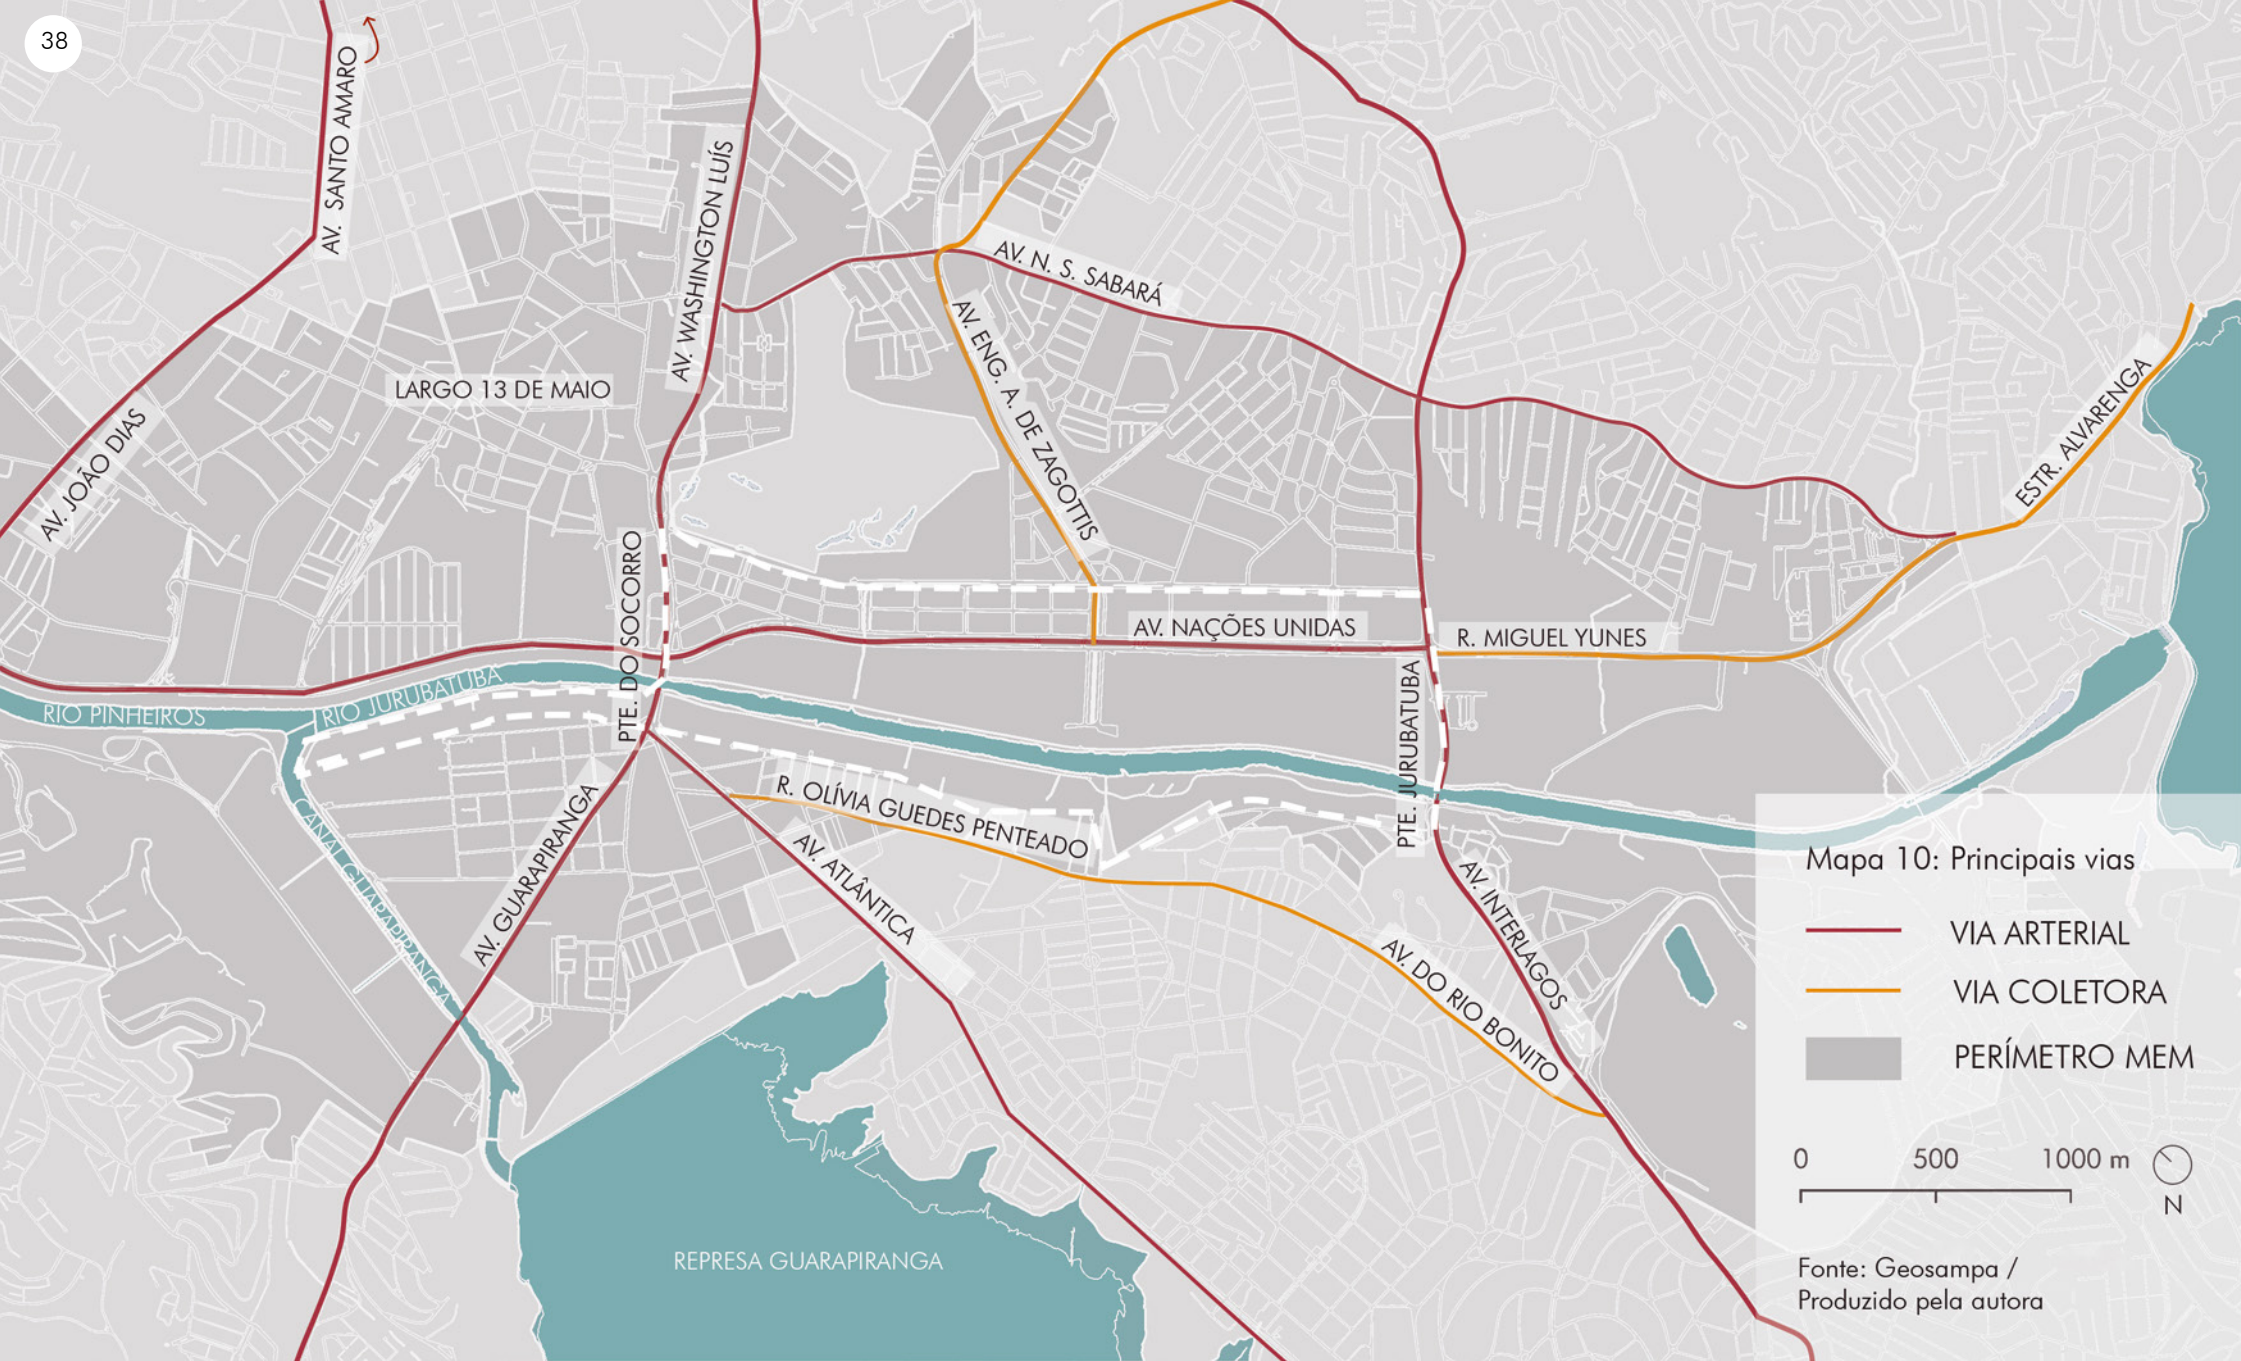 38
AV. SANTO AMARO
AV. WASHINGTON LUÍS
AV. N. S. SABARÁ
AV. ENG. A. DE ZAGOTTIS
LARGO 13 DE MAIO
AV. JOÃO DIAS
ESTR. ALVARENGA
PTE. DO SOCORRO
AV. NAÇÕES UNIDAS
R. MIGUEL YUNES
RIO PINHEIROS
RIO JURUBATUBA
PTE. JURUBATUBA
CANAL GUARAPIRANGA
AV. GUARAPIRANGA
R. OLÍVIA GUEDES PENTEADO
AV. ATLÂNTICA
AV. INTERLAGOS
AV. DO RIO BONITO
REPRESA GUARAPIRANGA
Mapa 10: Principais vias
VIA ARTERIAL
VIA COLETORA
PERÍMETRO MEM
0 500 1000 m
N
Fonte: Geosampa /
Produzido pela autora